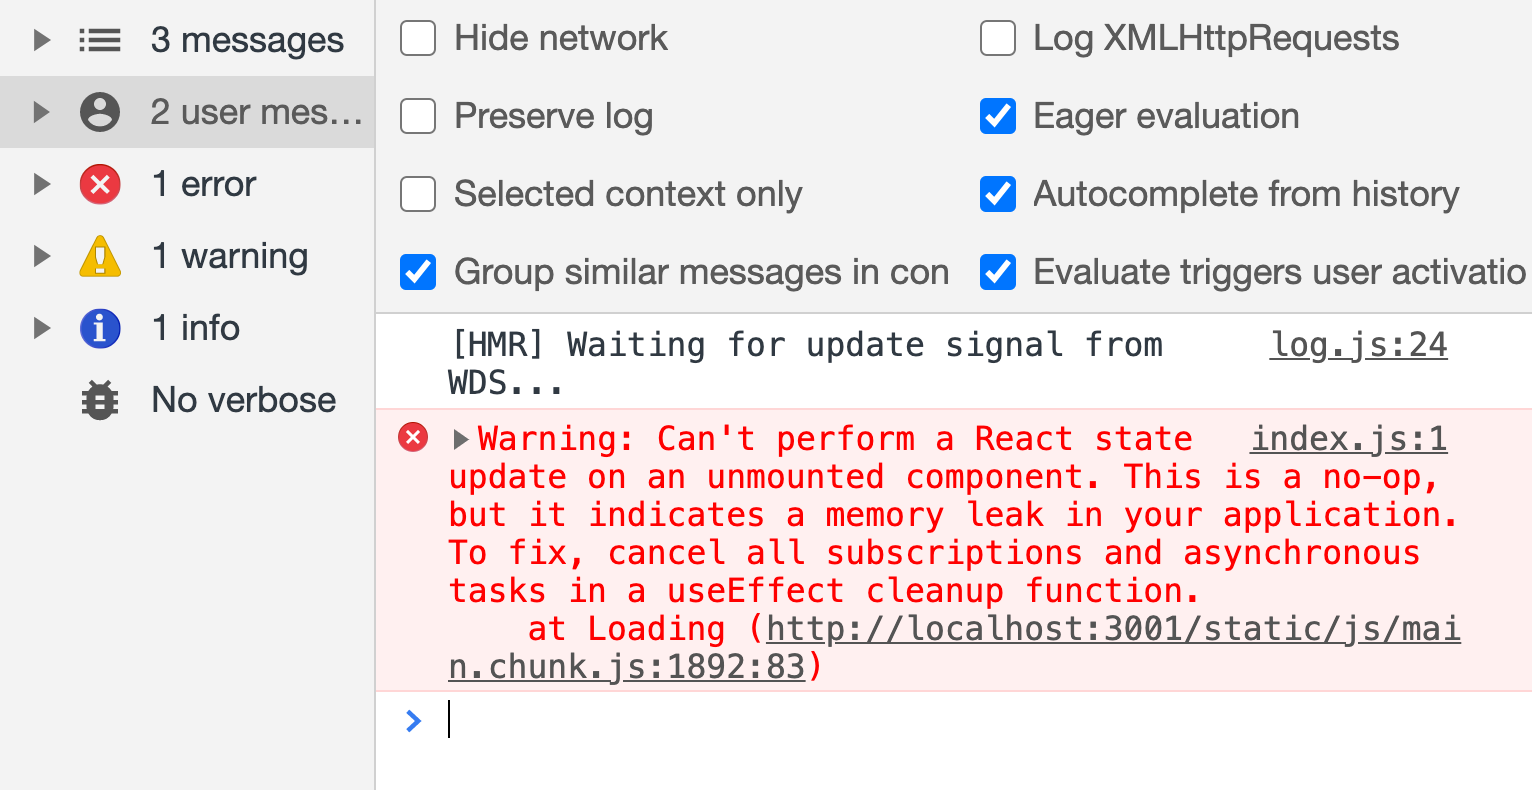 3 messages
2 user mes...
1 error
1 warning
1 info
No verbose
Hide network
Log XMLHttpRequests
Preserve log
Eager evaluation
Selected context only
Autocomplete from history
Group similar messages in con
Evaluate triggers user activatio
[HMR] Waiting for update signal from log.js:24
WDS...
Warning: Can't perform a React state index.js:1
update on an unmounted component. This is a no-op,
but it indicates a memory leak in your application.
To fix, cancel all subscriptions and asynchronous
tasks in a useEffect cleanup function.
at Loading (http://localhost:3001/static/js/mai
n.chunk.js:1892:83)